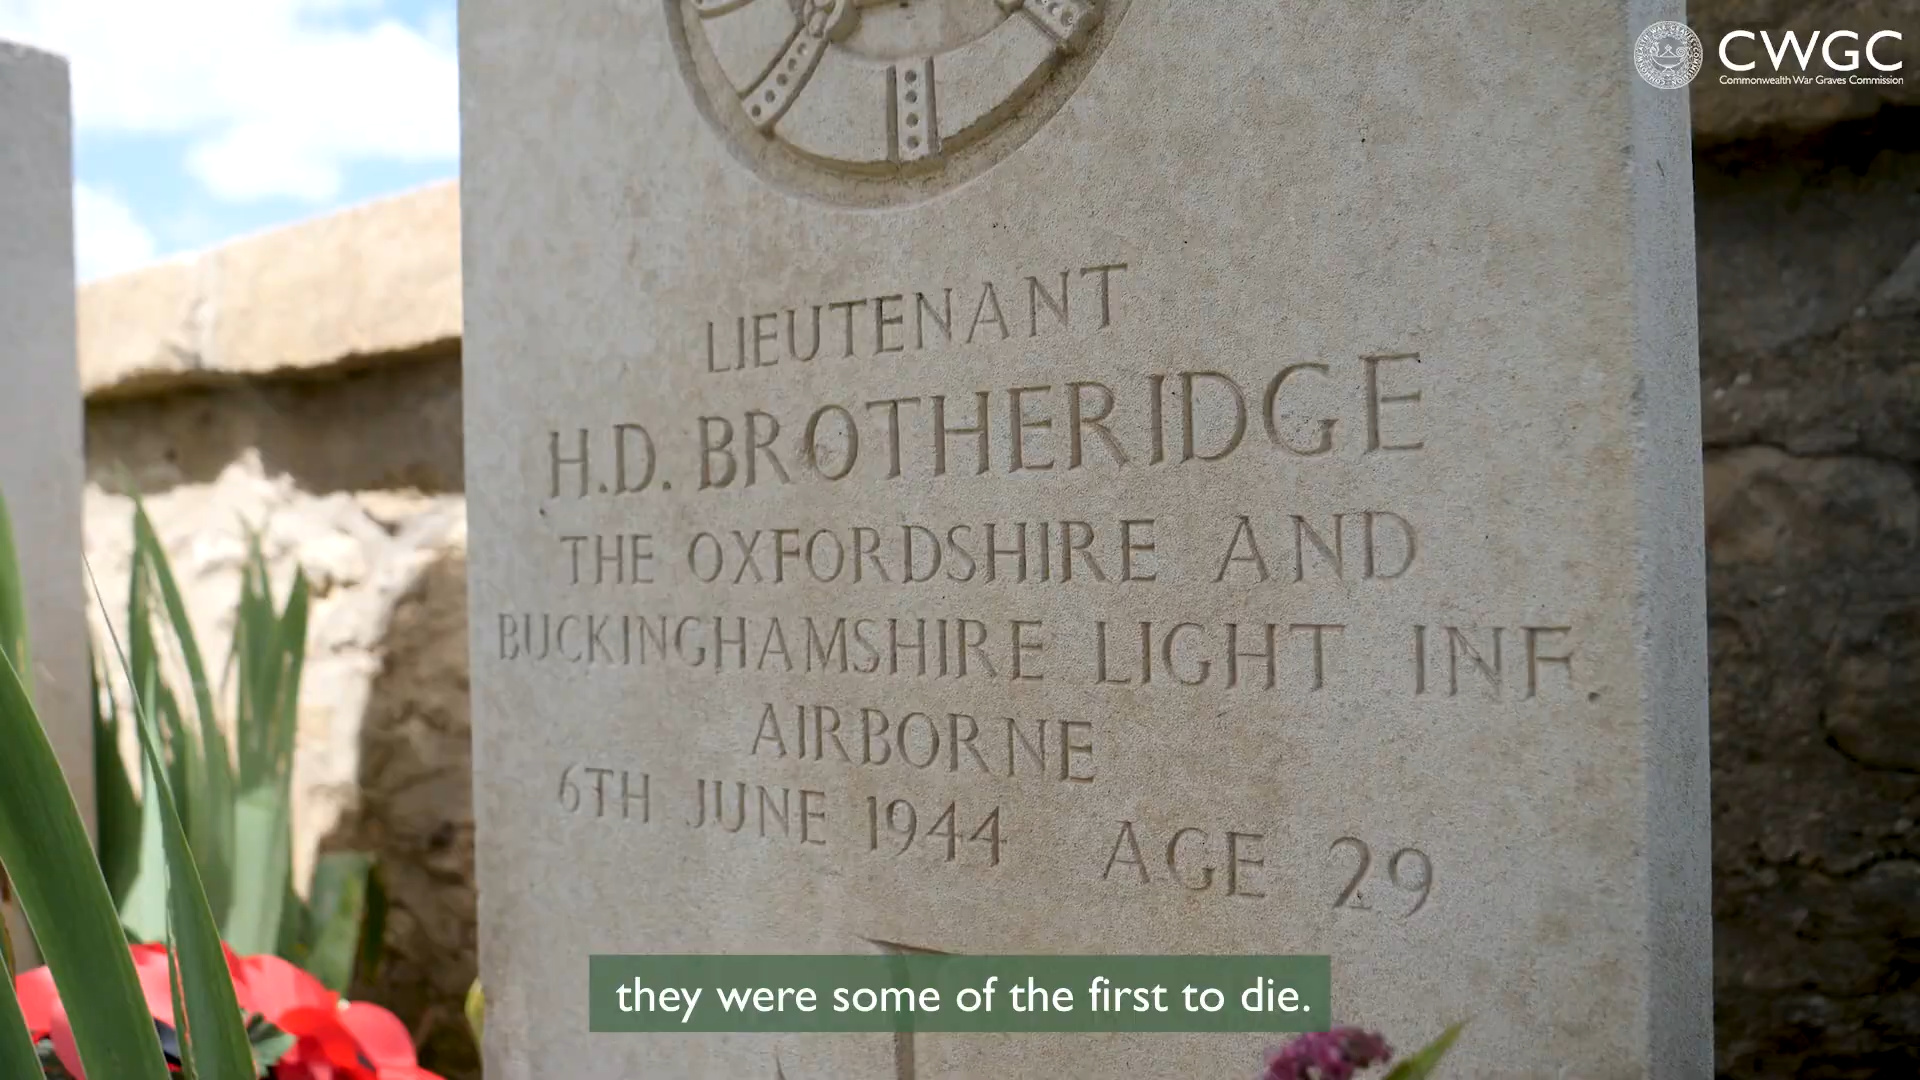 CWGC
Commonwealth War Graves Commission
LIEUTENANT
H.D. BROTHERIDGE
THE OXFORDSHIRE AND
BUCKINGHAMSHIRE LIGHT INF.
AIRBORNE
6TH JUNE 1944 AGE 29
they were some of the first to die.